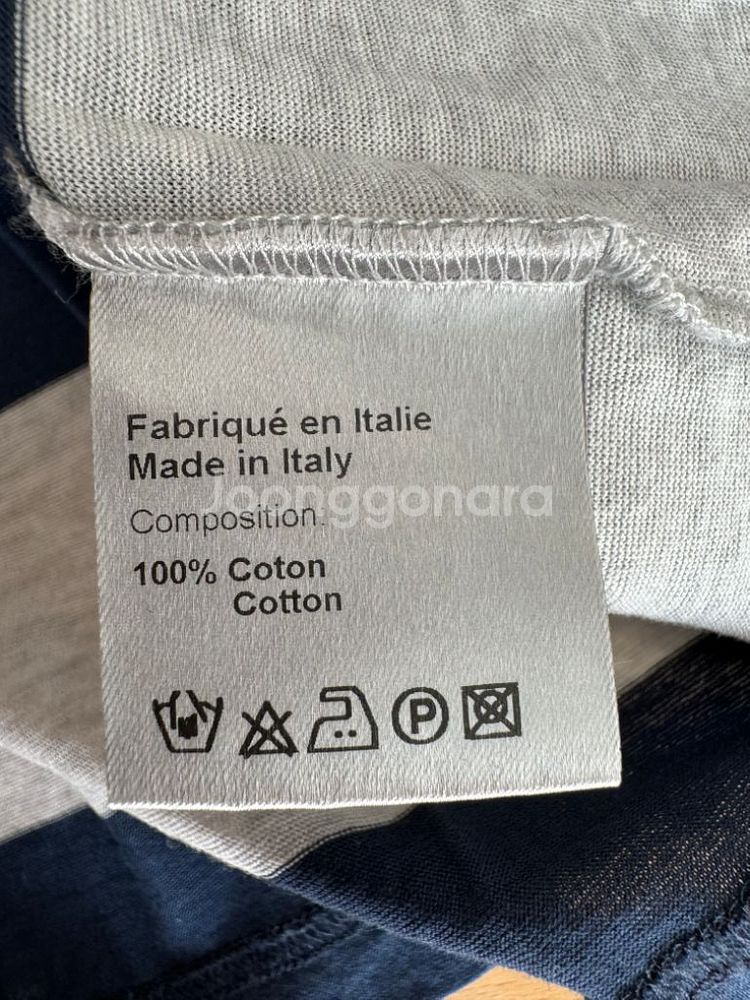 Fabriqué en Italie
Made in Italy
Joonggonara
Composition.
100% Coton
Cotton
P